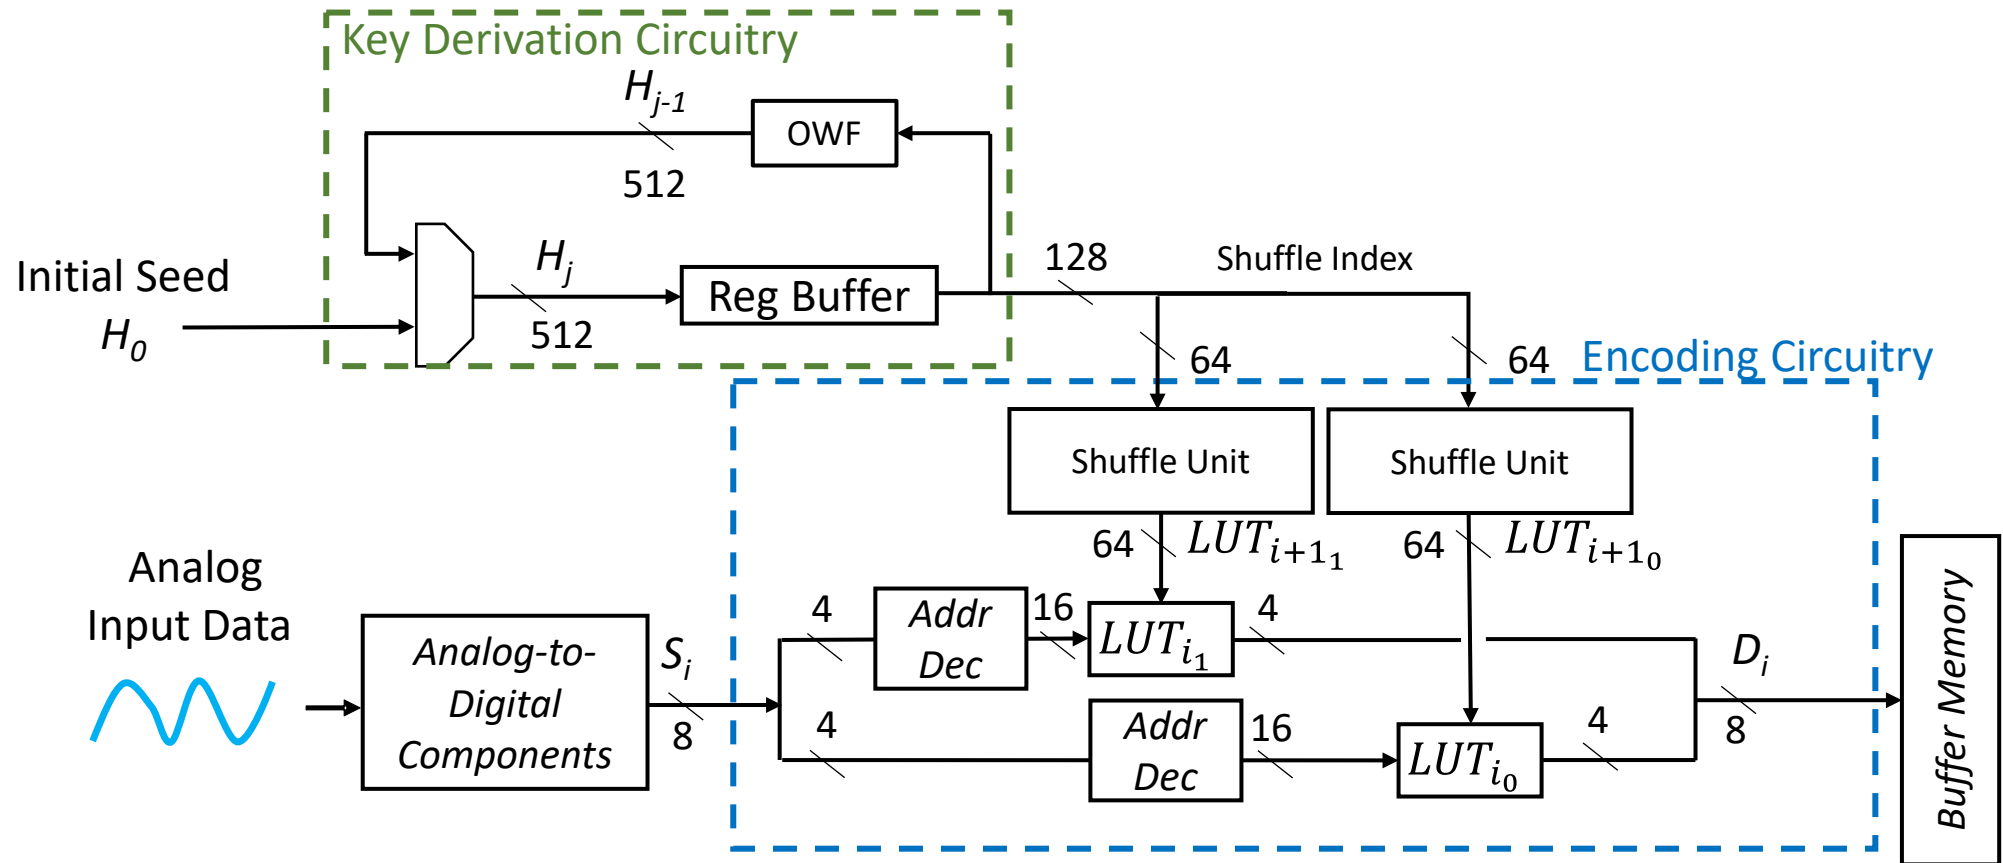 Key Derivation Circuitry
H_{j-1}
OWF
512
Initial Seed
H_0
H_j
512
Reg Buffer
128
Shuffle Index
64
64
Encoding Circuitry
Shuffle Unit
Shuffle Unit
64
LUT_{i+1_1}
64
LUT_{i+1_0}
Analog
Input Data
Analog-to-
Digital
Components
S_i
8
4
Addr
Dec
16
LUT_{i_1}
4
4
Addr
Dec
16
LUT_{i_0}
4
D_i
8
Buffer Memory